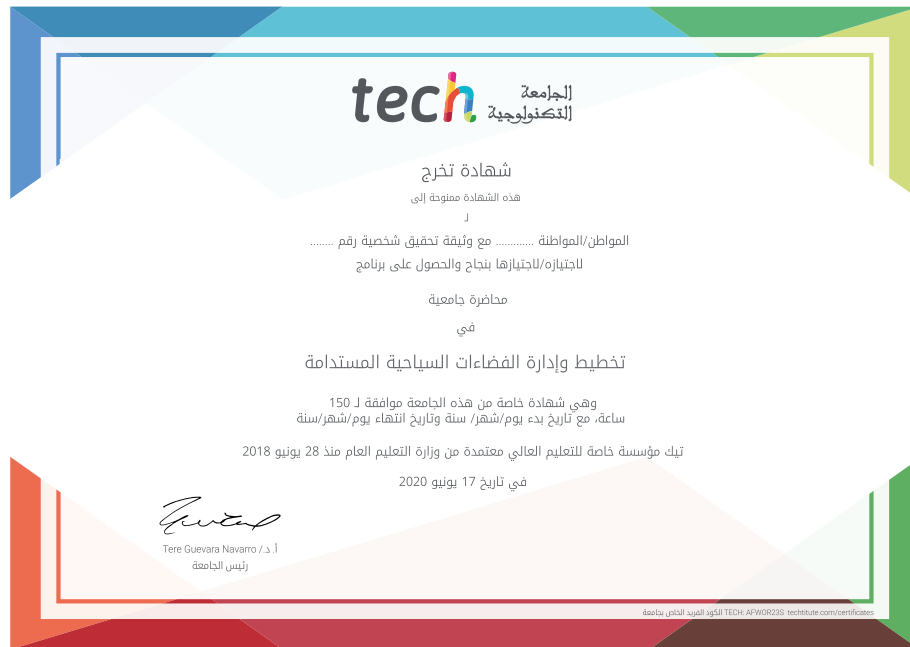 tech الجامعة
التكنولوجية
شهادة تخرج
هذه الشهادة ممنوحة إلى
لـ
المواطن/المواطنة ............. مع وثيقة تحقيق شخصية رقم ........
لاجتيازه/لاجتيازها بنجاح والحصول على برنامج
محاضرة جامعية
في
تخطيط وإدارة الفضاءات السياحية المستدامة
وهي شهادة خاصة من هذه الجامعة موافقة لـ 150
ساعة، مع تاريخ بدء يوم/شهر/ سنة وتاريخ انتهاء يوم/شهر/سنة
تيك مؤسسة خاصة للتعليم العالي معتمدة من وزارة التعليم العام منذ 28 يونيو 2018
في تاريخ 17 يونيو 2020
أ. د./ Tere Guevara Navarro
رئيس الجامعة
الكود الفريد الخاص بجامعة TECH: AFWOR23S techtitute.com/certificates